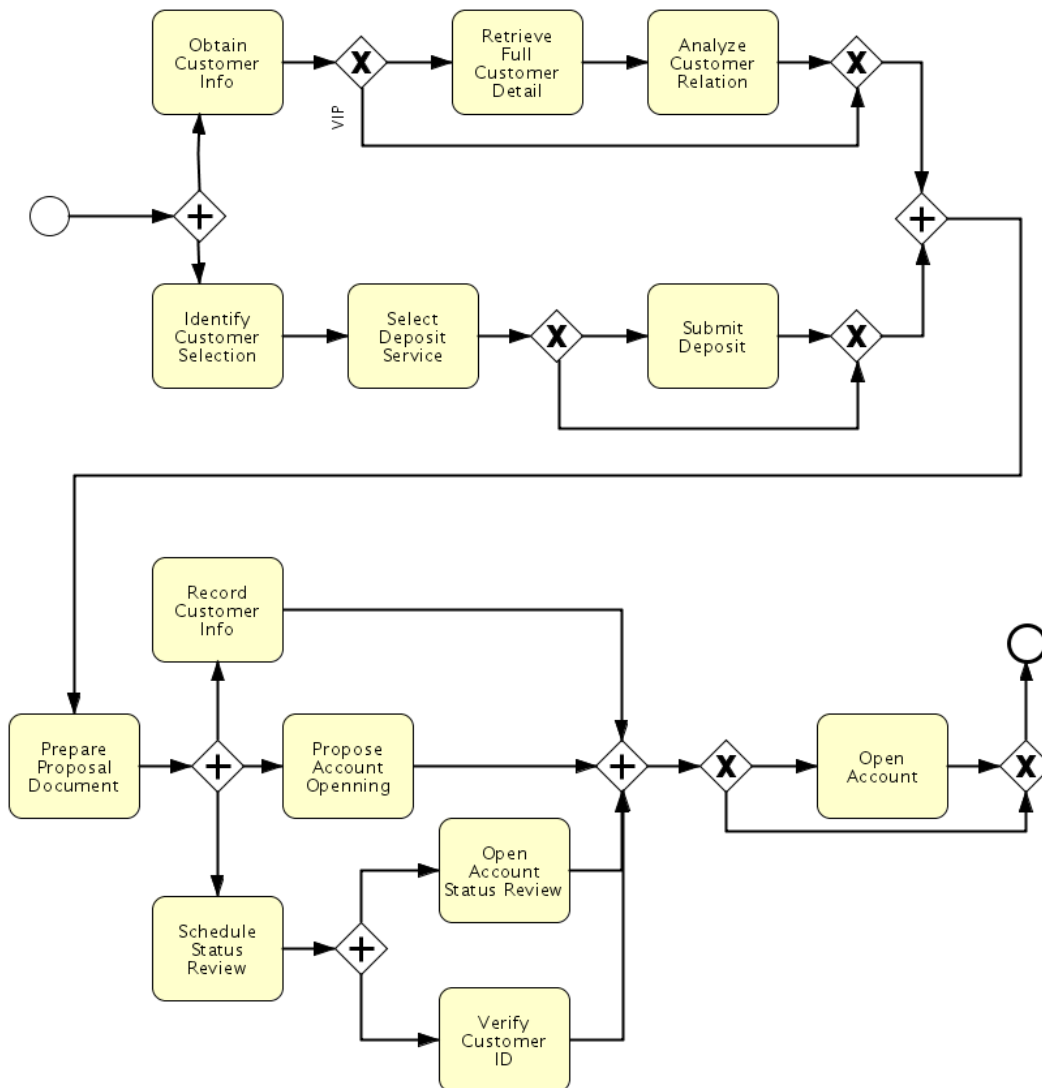 Obtain
Customer
Info
Retrieve
Full
Customer
Detail
Analyze
Customer
Relation
VIP
Identify
Customer
Selection
Select
Deposit
Service
Submit
Deposit
Record
Customer
Info
Prepare
Proposal
Document
Propose
Account
Openning
Open
Account
Open
Account
Status Review
Schedule
Status
Review
Verify
Customer
ID